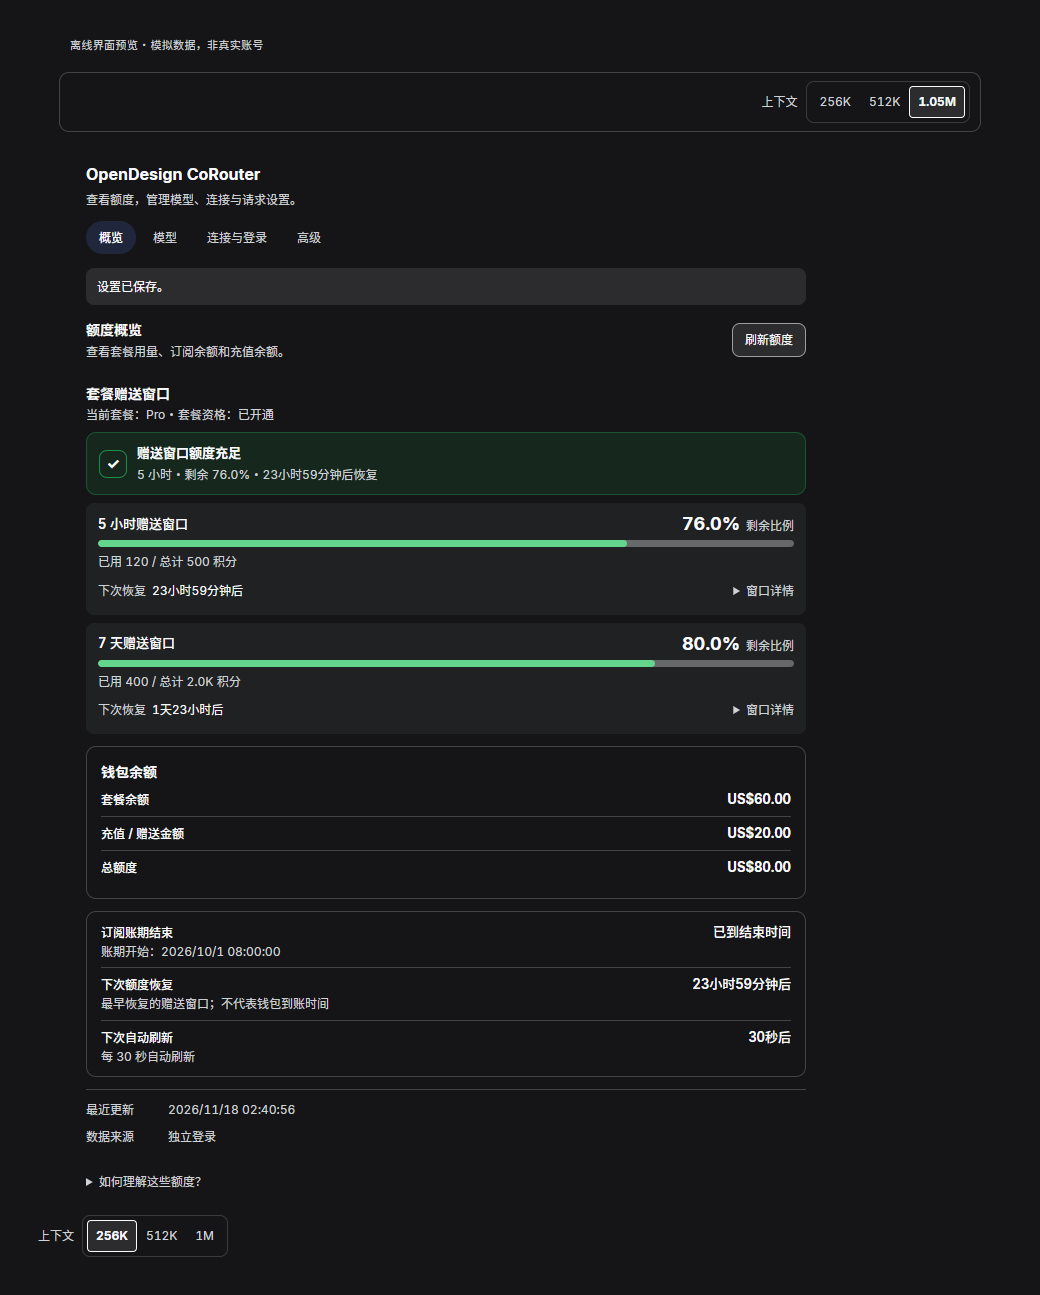 离线界面预览・模拟数据，非真实账号
上下文 256K 512K 1.05M
OpenDesign CoRouter
查看额度，管理模型、连接与请求设置。
概览 模型 连接与登录 高级
设置已保存。
额度概览
查看套餐用量、订阅余额和充值余额。
刷新额度
套餐赠送窗口
当前套餐：Pro・套餐资格：已开通
赠送窗口额度充足
5 小时・剩余 76.0%・23小时59分钟后恢复
5 小时赠送窗口 76.0% 剩余比例
已用 120 / 总计 500 积分
下次恢复 23小时59分钟后 ▶ 窗口详情
7 天赠送窗口 80.0% 剩余比例
已用 400 / 总计 2.0K 积分
下次恢复 1天23小时后 ▶ 窗口详情
钱包余额
套餐余额 US$60.00
充值 / 赠送金额 US$20.00
总额度 US$80.00
订阅账期结束 已到结束时间
账期开始：2026/10/1 08:00:00
下次额度恢复 23小时59分钟后
最早恢复的赠送窗口；不代表钱包到账时间
下次自动刷新 30秒后
每 30 秒自动刷新
最近更新 2026/11/18 02:40:56
数据来源 独立登录
▶ 如何理解这些额度？
上下文 256K 512K 1M